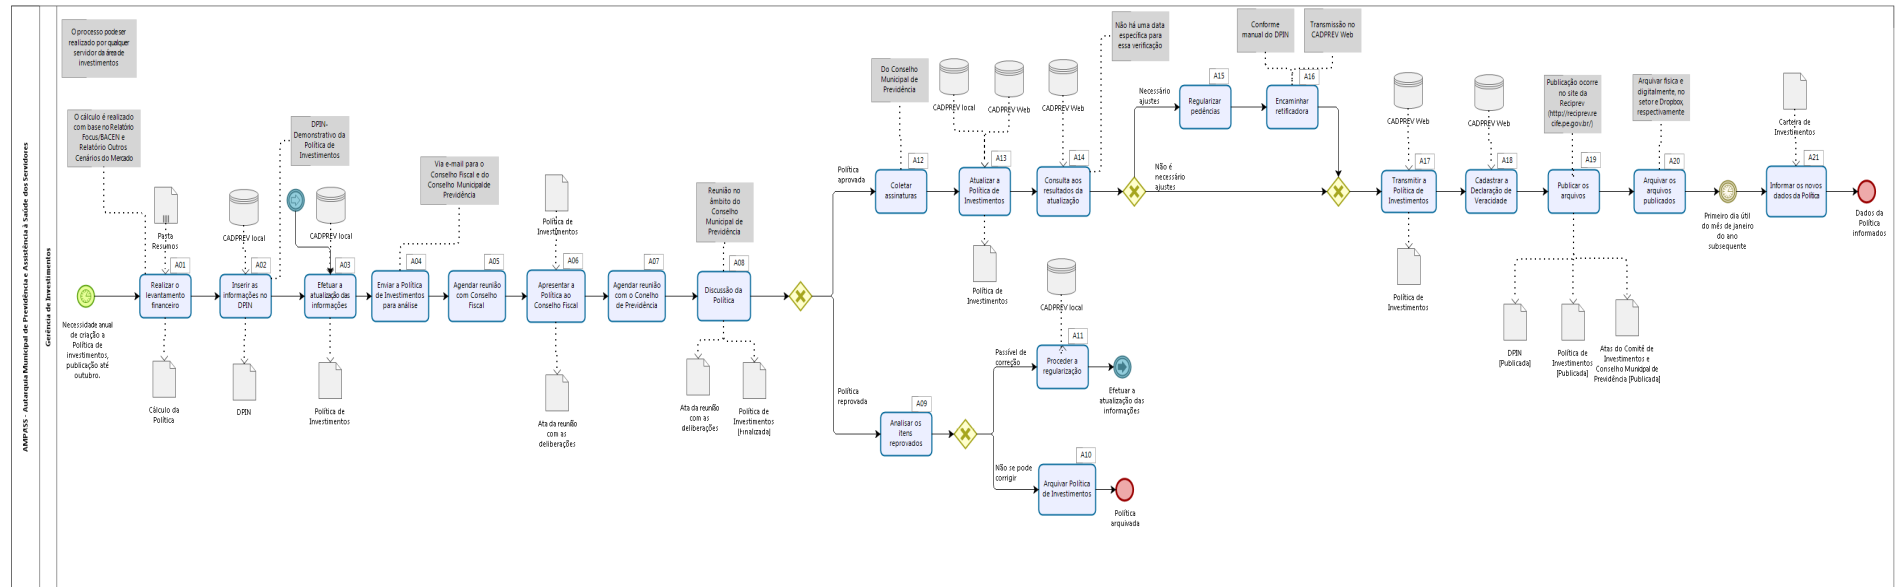 AMPASS - Autarquia Municipal de Previdência e Assistência à Saúde dos Servidores
Gerência de Investimentos
O processo pode ser
realizado por qualquer
servidor da área de
investimentos
O cálculo é realizado
com base no Relatório
Focus/BACEN e
Relatório Outros
Cenários do Mercado
Pasta
Resumos
Necessidade anual
de criação a
Política de
investimentos,
publicação até
outubro.
A01
Realizar o
levantamento
financeiro
Cálculo da
Política
CADPREV local
A02
Inserir as
informações no
DPIN
DPIN
DPIN-
Demonstrativo da
Política de
Investimentos
CADPREV local
A03
Efetuar a
atualização das
informações
Política de
Investimentos
Via e-mail para o
Conselho Fiscal e do
Conselho Municipal de
Previdência
A04
Enviar a Política
de Investimentos
para análise
A05
Agendar reunião
com Conselho
Fiscal
Política de
Investimentos
A06
Apresentar a
Política ao
Conselho Fiscal
Ata da reunião
com as
deliberações
A07
Agendar reunião
com o Conelho
de Previdência
Reunião no
âmbito do
Conselho
Municipal de
Previdência
A08
Discussão da
Política
Ata da reunião
com as
deliberações
Política de
Investimentos
[Finalizada]
Política
aprovada
Política
reprovada
A09
Analisar os
itens
reprovados
Passível de
correção
Não se pode
corrigir
A10
Arquivar Política
de Investimentos
Política
arquivada
CADPREV local
A11
Proceder a
regularização
Efetuar a
atualização das
informações
Do Conselho
Municipal de
Previdência
A12
Coletar
assinaturas
CADPREV local
CADPREV Web
A13
Atualizar a
Política de
Investimentos
Política de
Investimentos
CADPREV Web
A14
Consulta aos
resultados da
atualização
Não há uma data
específica para
essa verificação
Necessário
ajustes
Não é
necessário
ajustes
A15
Regularizar
pedências
Conforme
manual do DPIN
Transmissão no
CADPREV Web
A16
Encaminhar
retificadora
CADPREV Web
A17
Transmitir a
Política de
Investimentos
Política de
Investimentos
CADPREV Web
A18
Cadastrar a
Declaração de
Veracidade
Publicação ocorre
no site da
Reciprev
(http://reciprev.re
cife.pe.gov.br/)
A19
Publicar os
arquivos
DPIN
[Publicada]
Política de
Investimentos
[Publicada]
Atas do Comitê de
Investimentos e
Conselho Municipal de
Previdência [Publicada]
Arquivar física e
digitalmente, no
setor e Dropbox,
respectivamente
A20
Arquivar os
arquivos
publicados
Primeiro dia útil
do mês de janeiro
do ano
subsequente
Carteira de
Investimentos
A21
Informar os novos
dados da Política
Dados da
Política
informados